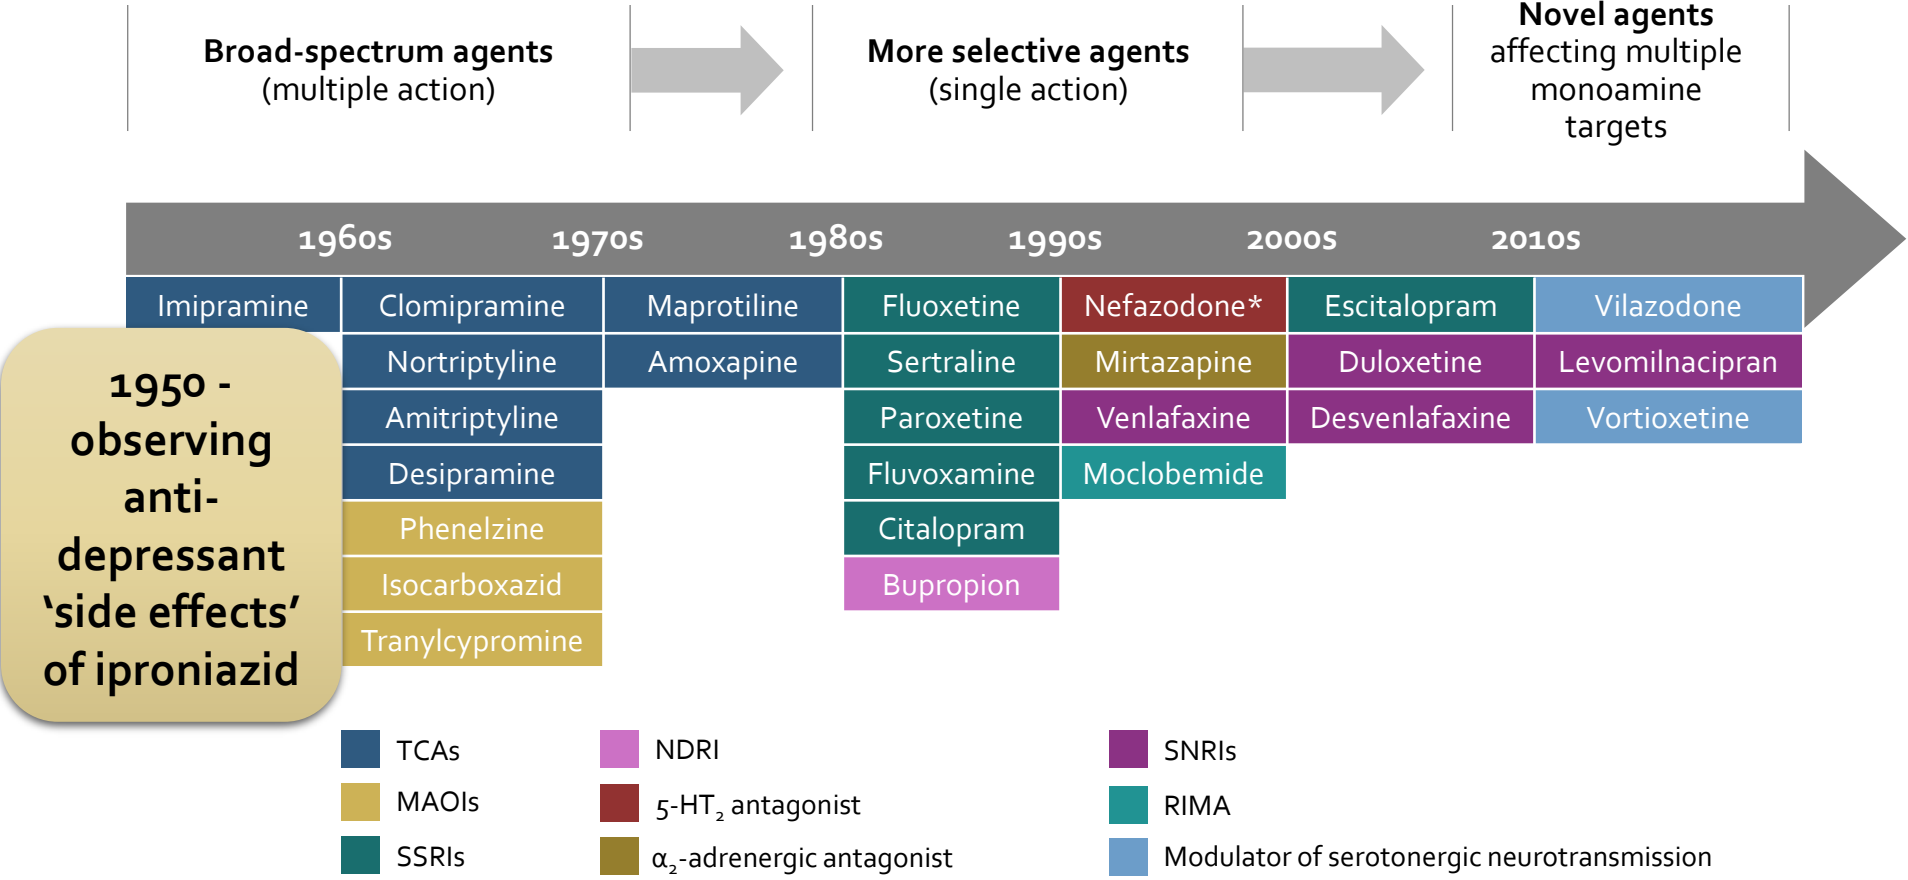 Broad-spectrum agents
(multiple action)
More selective agents
(single action)
Novel agents
affecting multiple
monoamine
targets
1960s 1970s 1980s 1990s 2000s 2010s
Imipramine Clomipramine Maprotiline Fluoxetine Nefazodone* Escitalopram Vilazodone
Nortriptyline Amoxapine Sertraline Mirtazapine Duloxetine Levomilnacipran
Amitriptyline Paroxetine Venlafaxine Desvenlafaxine Vortioxetine
Desipramine Fluvoxamine Moclobemide
Phenelzine Citalopram
Isocarboxazid Bupropion
Tranylcypromine
1950 -
observing
anti-
depressant
‘side effects’
of iproniazid
TCAs
MAOIs
SSRIs
NDRI
5-HT₂ antagonist
α₂-adrenergic antagonist
SNRIs
RIMA
Modulator of serotonergic neurotransmission